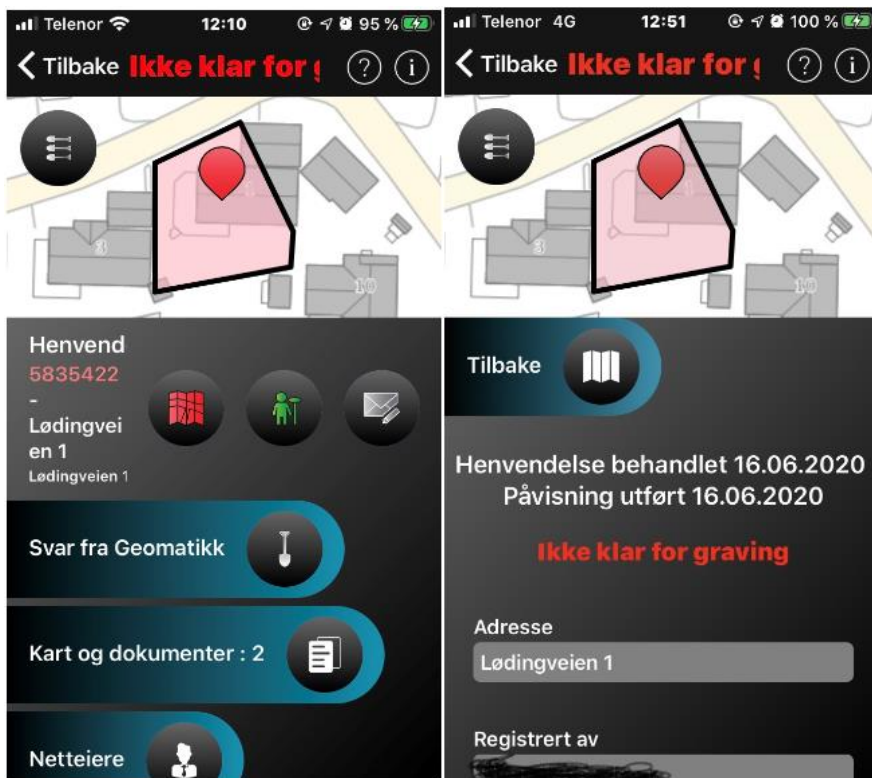 Telenor 12:10 95 %
Tilbake Ikke klar for g
3
1
10
Henvend
5835422
-
Lødingvei
en 1
Lødingveien 1
Svar fra Geomatikk
Kart og dokumenter : 2
Netteiere
Telenor 4G 12:51 100 %
Tilbake Ikke klar for g
3
1
10
Tilbake
Henvendelse behandlet 16.06.2020
Påvisning utført 16.06.2020
Ikke klar for graving
Adresse
Lødingveien 1
Registrert av